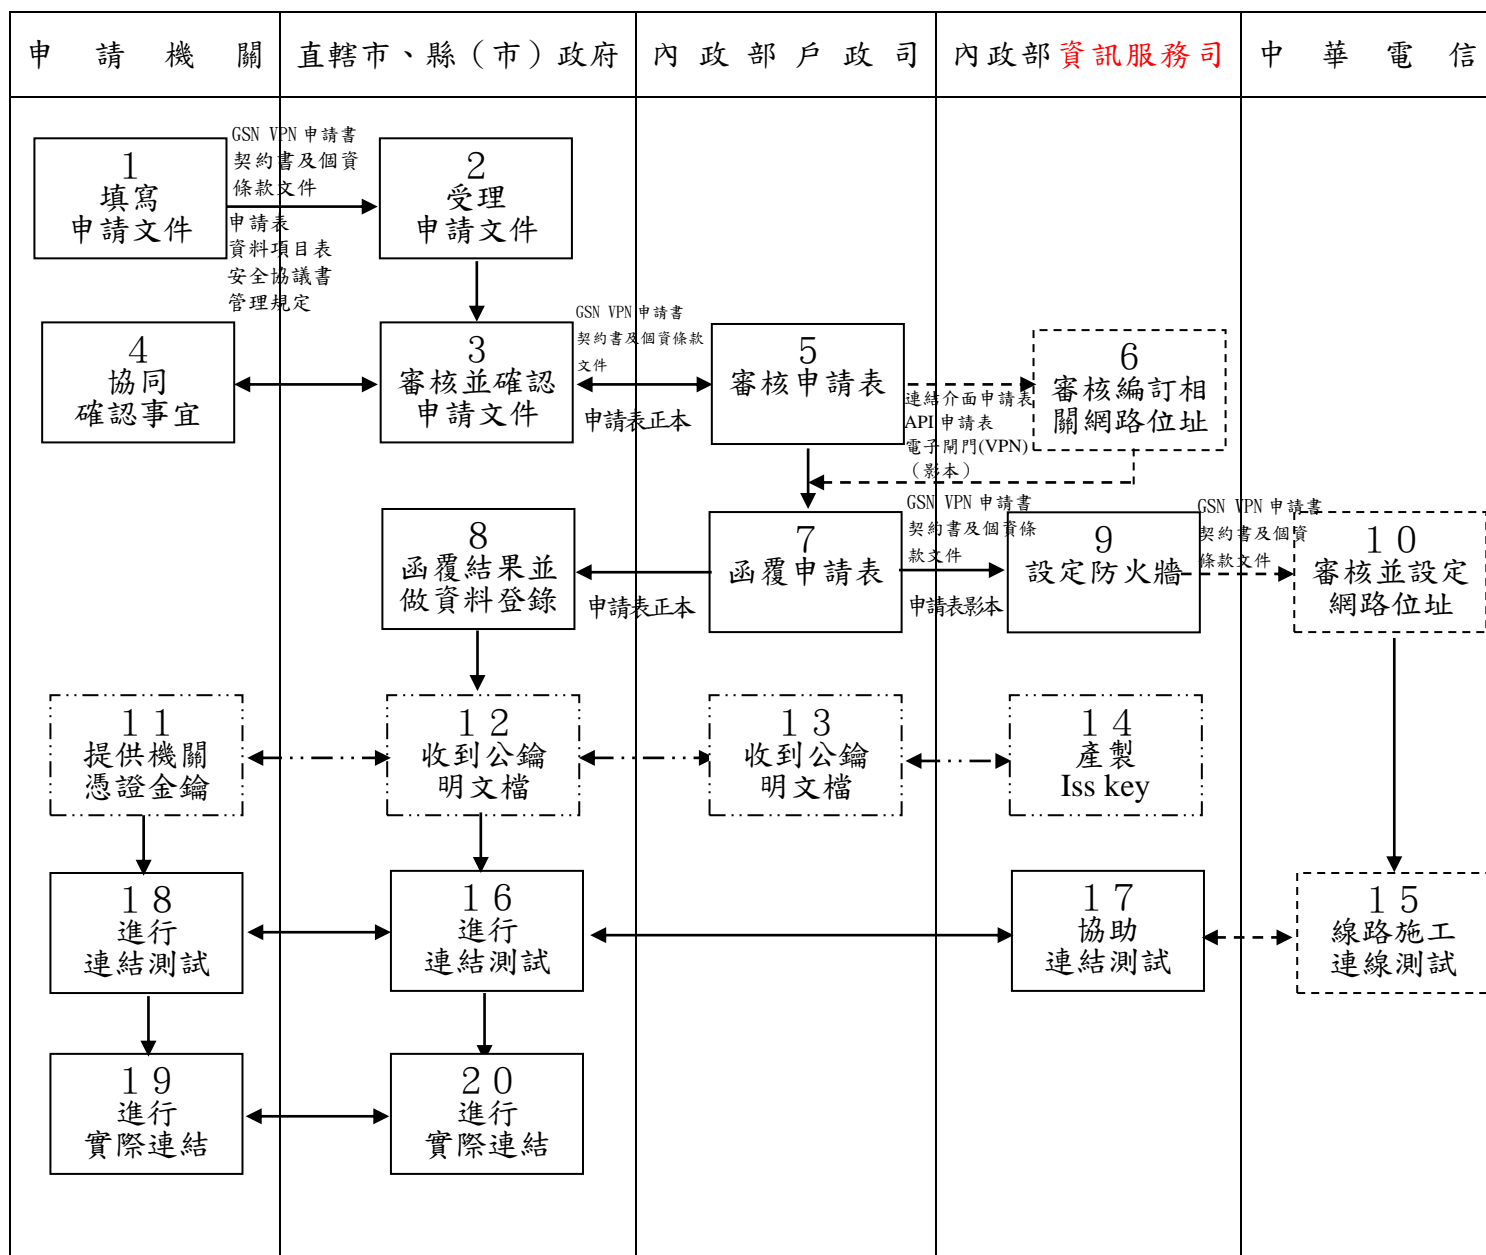 申請機關
直轄市、縣（市）政府
內政部戶政司
內政部資訊服務司
中華電信
1
填寫
申請文件
GSN VPN 申請書
契約書及個資
條款文件
申請表
資料項目表
安全協議書
管理規定
2
受理
申請文件
4
協同
確認事宜
3
審核並確認
申請文件
GSN VPN 申請書
契約書及個資條款
文件
申請表正本
5
審核申請表
連結介面申請表
API 申請表
電子閘門(VPN)
（影本）
6
審核編訂相
關網路位址
8
函覆結果並
做資料登錄
申請表正本
7
函覆申請表
GSN VPN 申請書
契約書及個資條
款文件
申請表影本
9
設定防火牆
GSN VPN 申請書
契約書及個資
條款文件
10
審核並設定
網路位址
11
提供機關
憑證金鑰
12
收到公鑰
明文檔
13
收到公鑰
明文檔
14
產製
Iss key
18
進行
連結測試
16
進行
連結測試
17
協助
連結測試
15
線路施工
連線測試
19
進行
實際連結
20
進行
實際連結